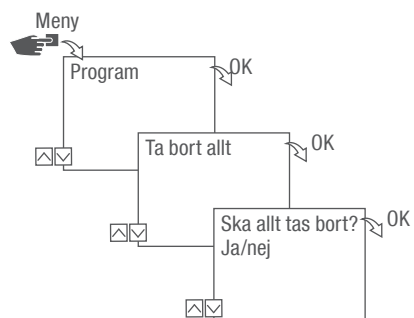 Meny
Program
OK
Ta bort allt
OK
Ska allt tas bort?
Ja/nej
OK